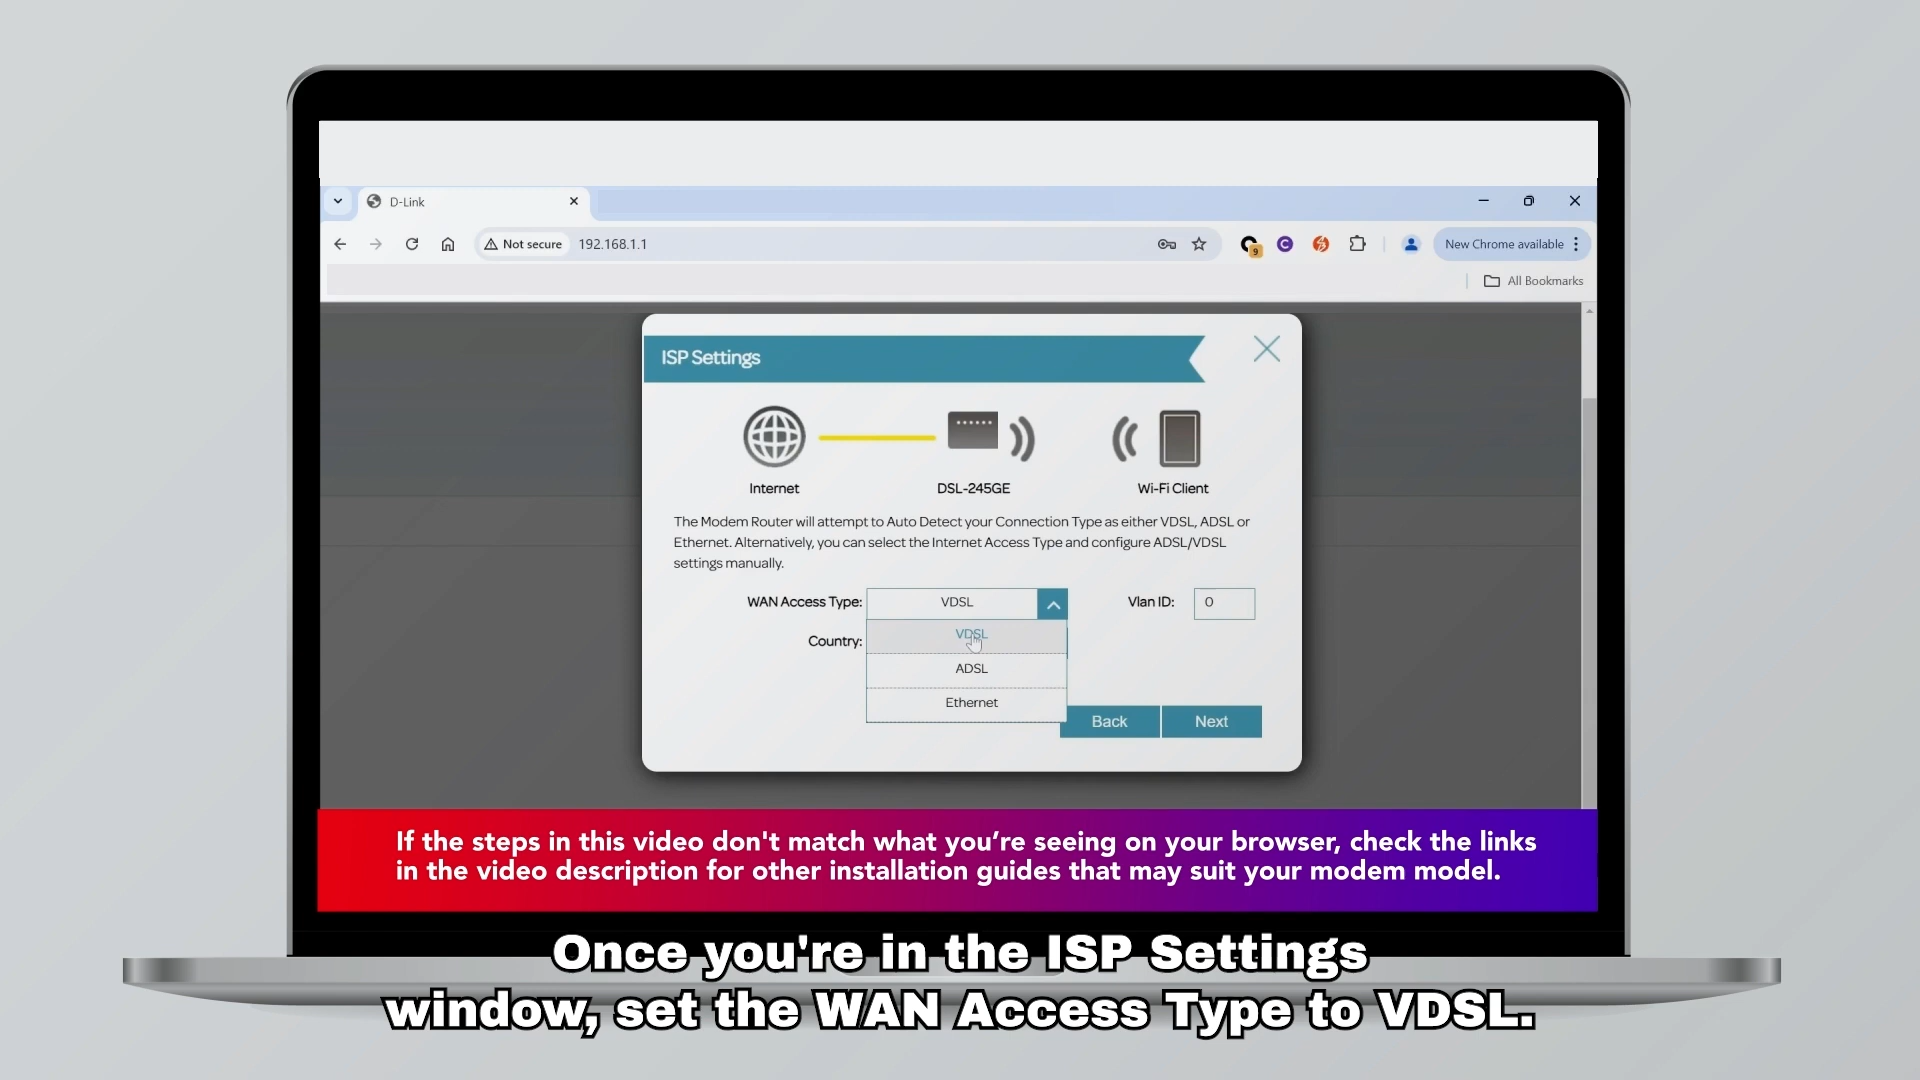 D-Link
Not secure 192.168.1.1
9
C
New Chrome available
All Bookmarks
ISP Settings
Internet
DSL-245GE
Wi-Fi Client
The Modem Router will attempt to Auto Detect your Connection Type as either VDSL, ADSL or
Ethernet. Alternatively, you can select the Internet Access Type and configure ADSL/VDSL
settings manually.
WAN Access Type: VDSL Vlan ID: 0
Country:
VDSL
ADSL
Ethernet
Back Next
If the steps in this video don't match what you’re seeing on your browser, check the links
in the video description for other installation guides that may suit your modem model.
Once you're in the ISP Settings
window, set the WAN Access Type to VDSL.